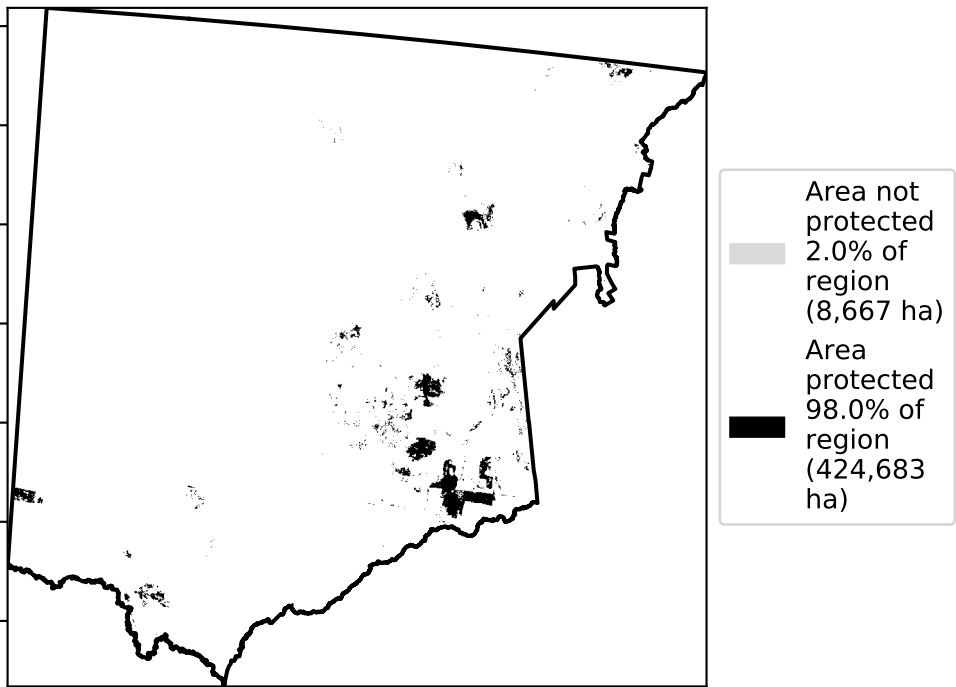 Area not
protected
2.0% of
region
(8,667 ha)
Area
protected
98.0% of
region
(424,683
ha)